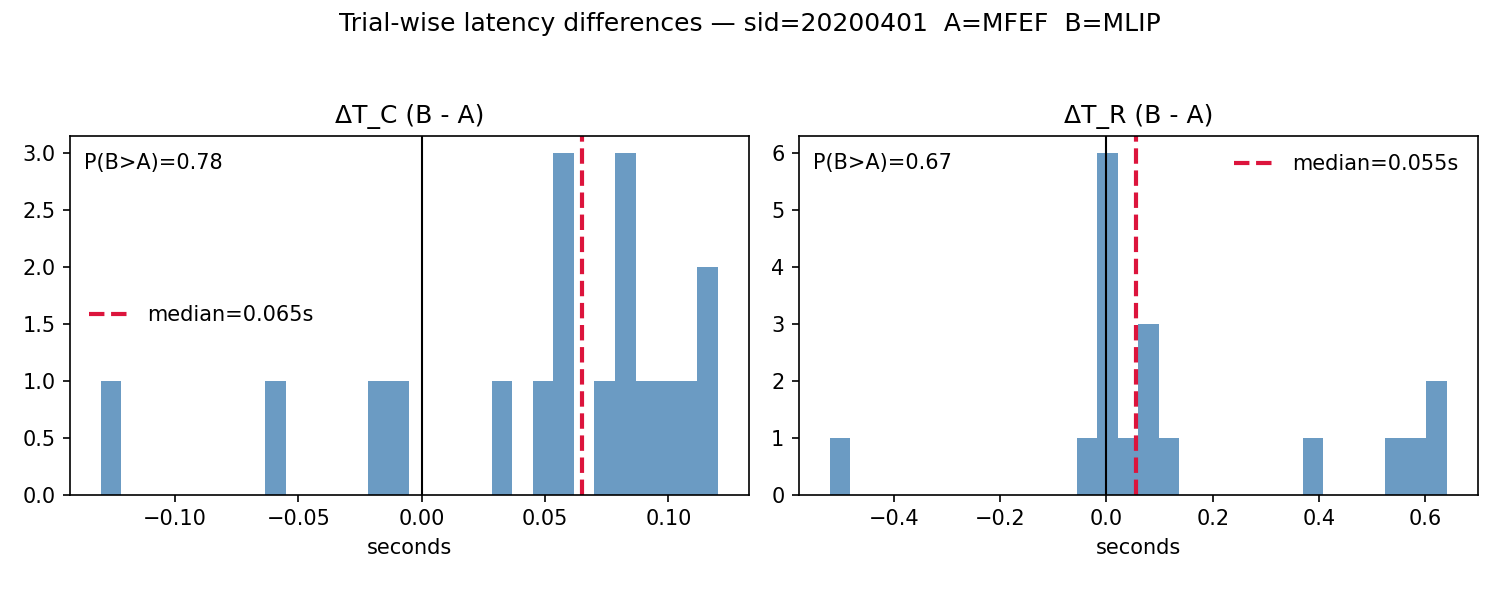 Trial-wise latency differences — sid=20200401  A=MFEF  B=MLIP
ΔT_C (B - A)
P(B>A)=0.78
median=0.065s
3.0
2.5
2.0
1.5
1.0
0.5
0.0
−0.10 −0.05 0.00 0.05 0.10
seconds
ΔT_R (B - A)
P(B>A)=0.67
median=0.055s
6
5
4
3
2
1
0
−0.4 −0.2 0.0 0.2 0.4 0.6
seconds